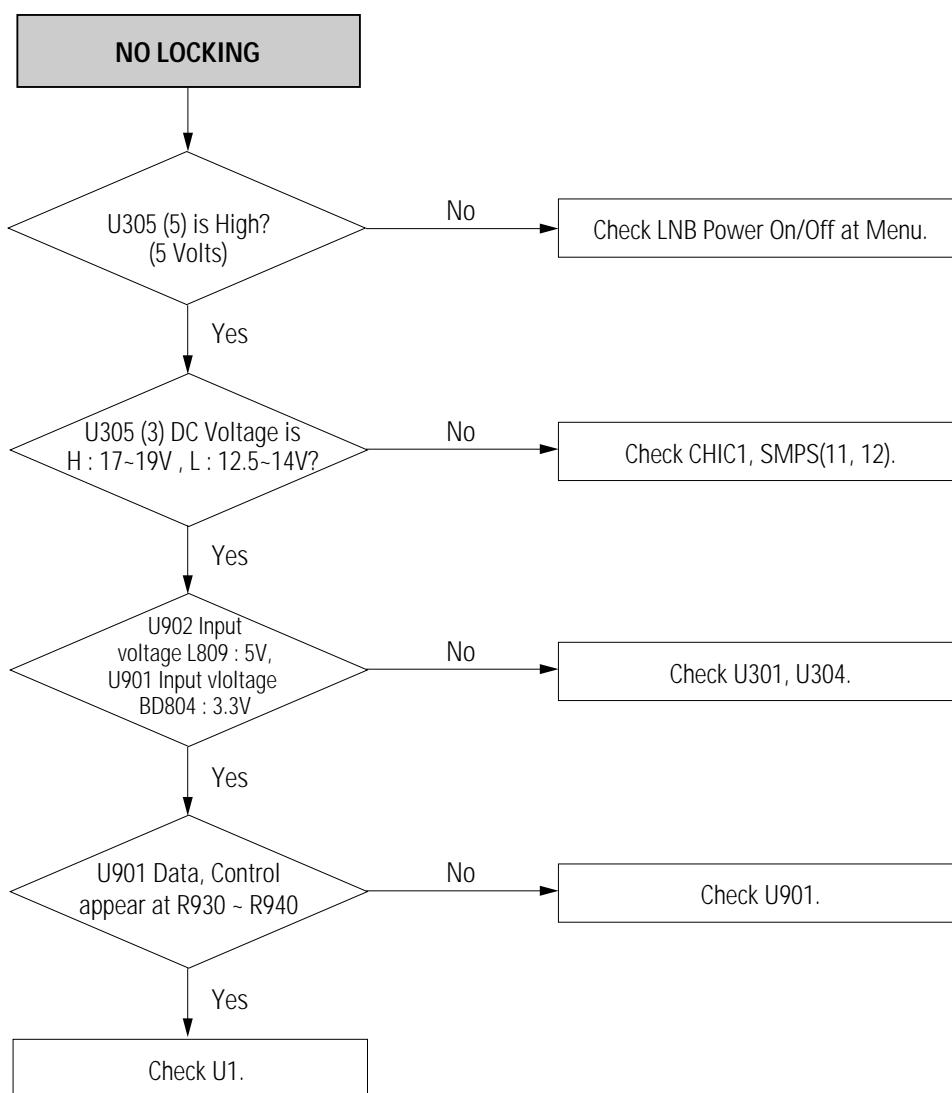 NO LOCKING
U305 (5) is High?
(5 Volts)
No
Check LNB Power On/Off at Menu.
Yes
U305 (3) DC Voltage is
H : 17~19V , L : 12.5~14V?
No
Check CHIC1, SMPS(11, 12).
Yes
U902 Input
voltage L809 : 5V,
U901 Input vloltage
BD804 : 3.3V
No
Check U301, U304.
Yes
U901 Data, Control
appear at R930 ~ R940
No
Check U901.
Yes
Check U1.